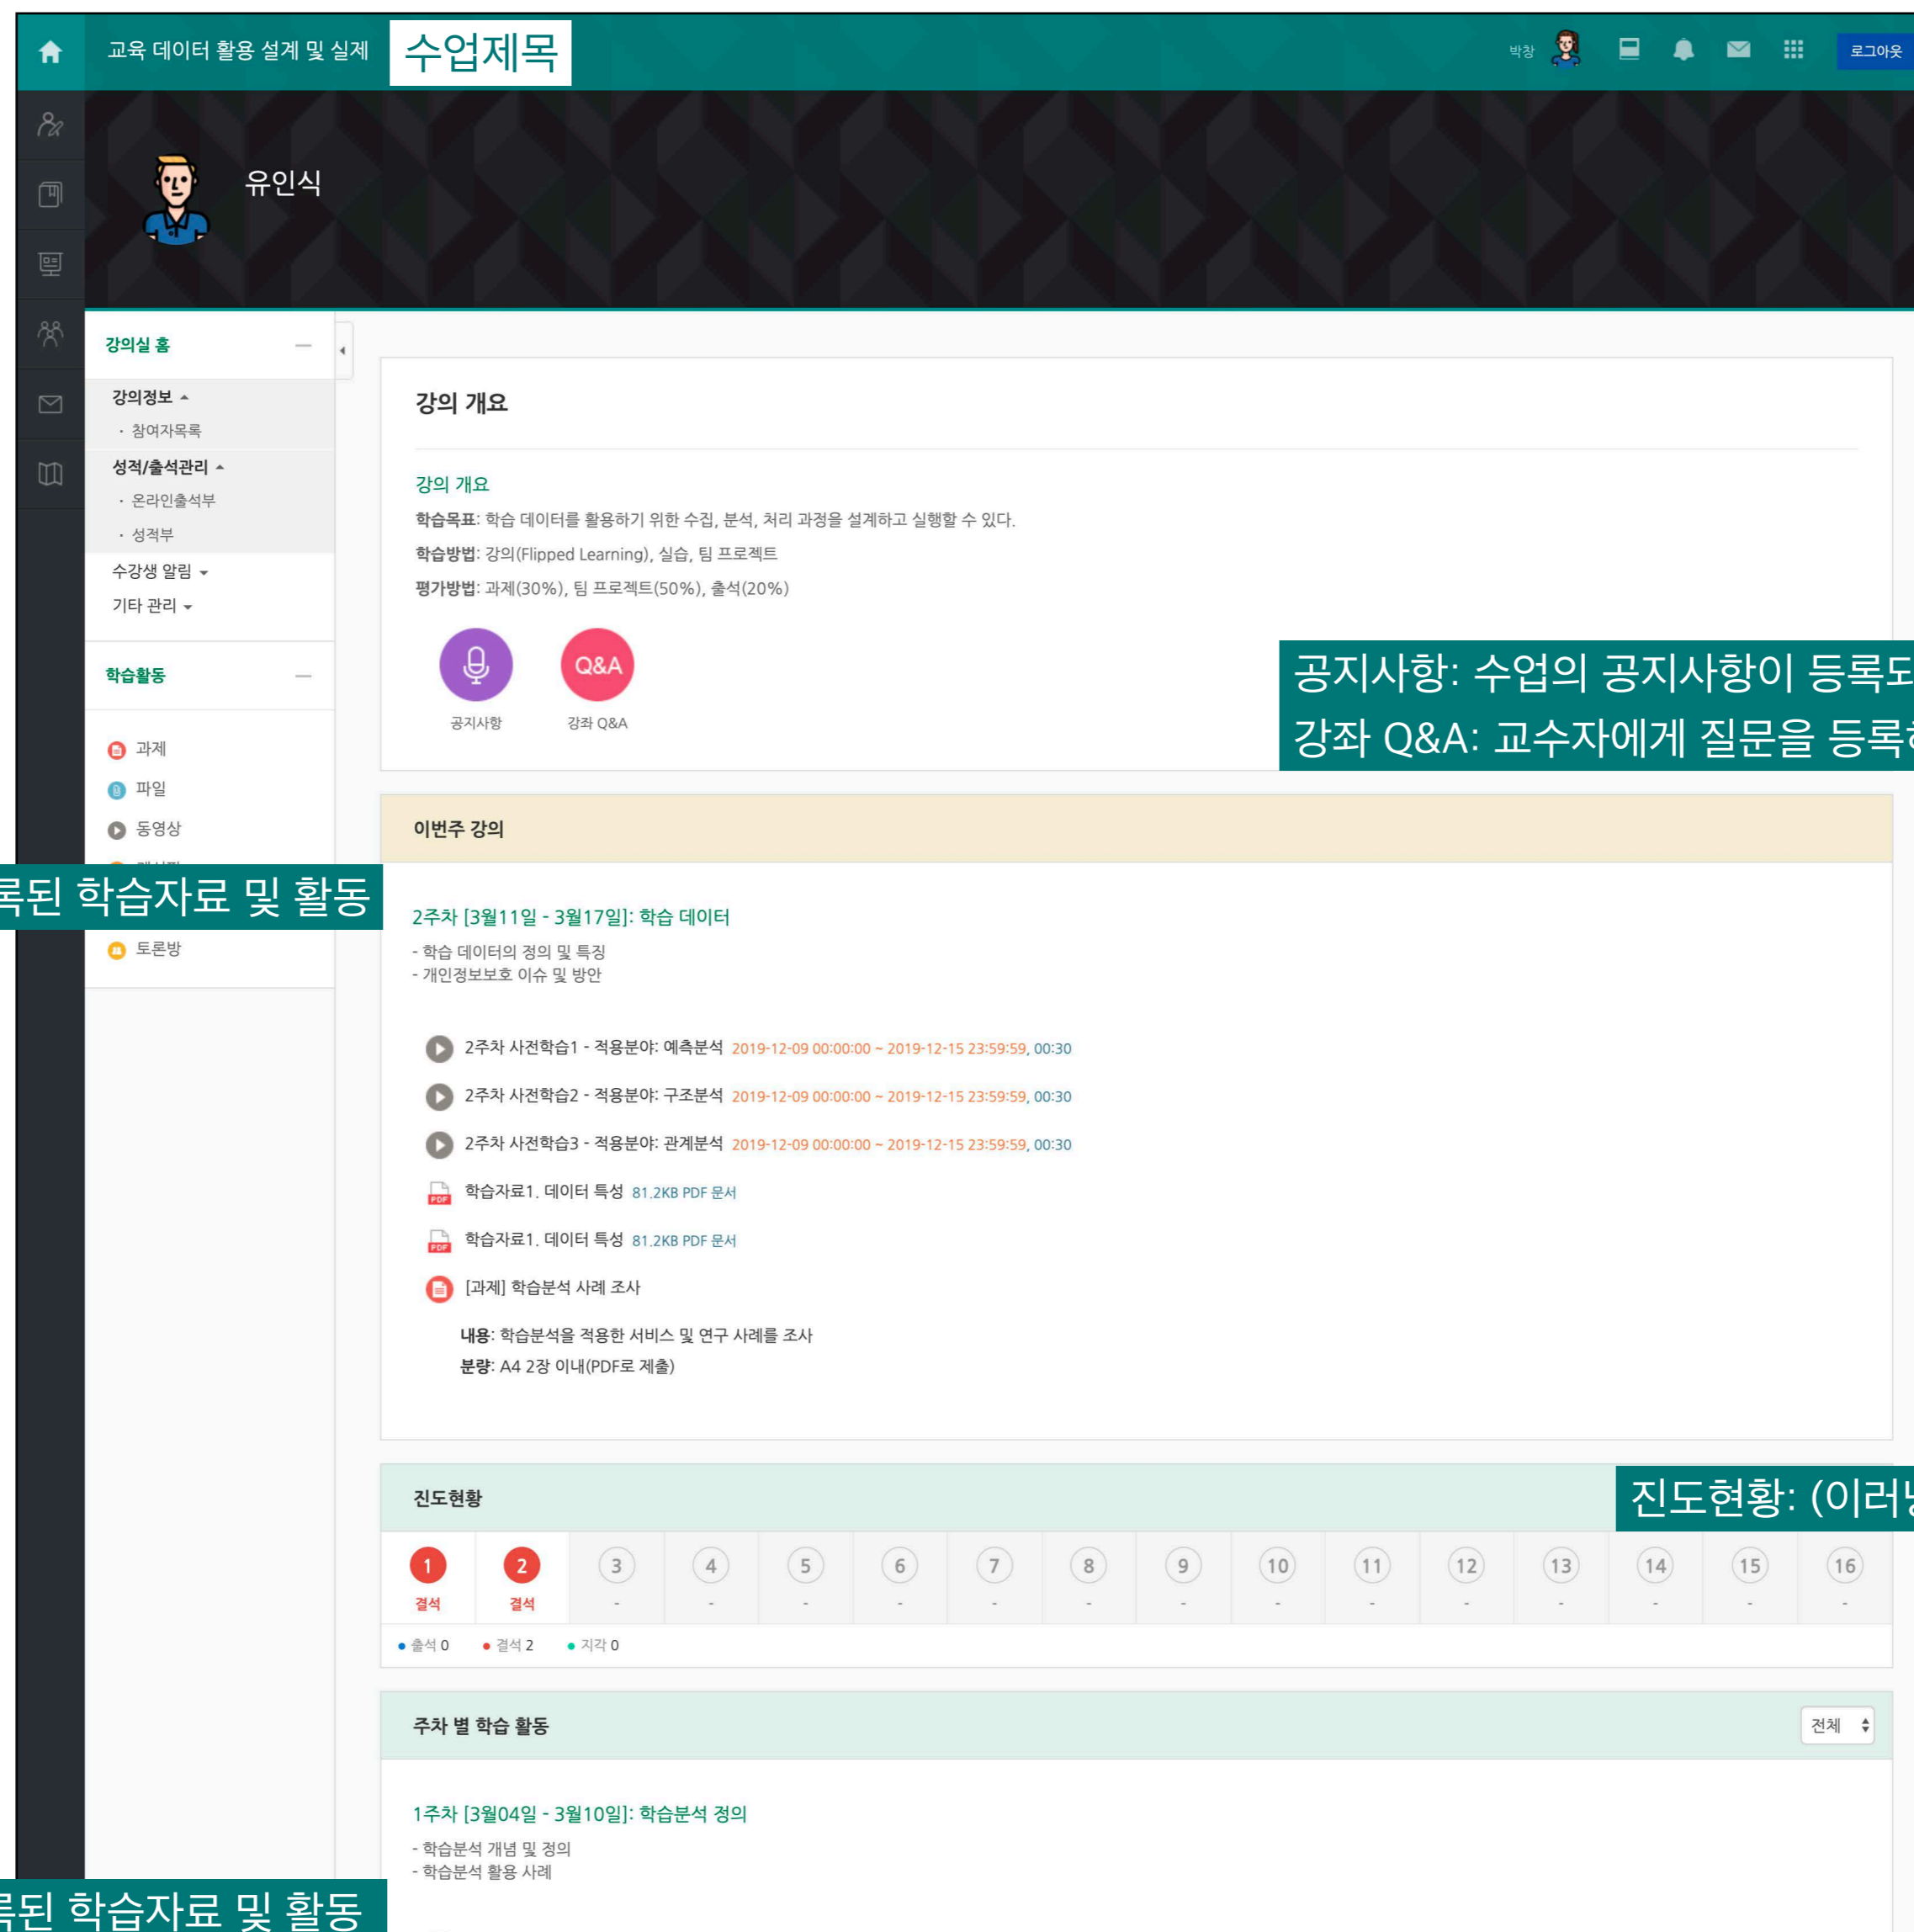 교육 데이터 활용 설계 및 실제
수업제목
박창
로그아웃
유인식
강의실 홈
강의정보
· 참여자목록
성적/출석관리
· 온라인출석부
· 성적부
수강생 알림
기타 관리
학습활동
과제
파일
동영상
록된 학습자료 및 활동
토론방
강의 개요
강의 개요
학습목표: 학습 데이터를 활용하기 위한 수집, 분석, 처리 과정을 설계하고 실행할 수 있다.
학습방법: 강의(Flipped Learning), 실습, 팀 프로젝트
평가방법: 과제(30%), 팀 프로젝트(50%), 출석(20%)
Q&A
공지사항
강좌 Q&A
공지사항: 수업의 공지사항이 등록되
강좌 Q&A: 교수자에게 질문을 등록
이번주 강의
2주차 [3월11일 - 3월17일]: 학습 데이터
- 학습 데이터의 정의 및 특징
- 개인정보보호 이슈 및 방안
2주차 사전학습1 - 적용분야: 예측분석 2019-12-09 00:00:00 ~ 2019-12-15 23:59:59, 00:30
2주차 사전학습2 - 적용분야: 구조분석 2019-12-09 00:00:00 ~ 2019-12-15 23:59:59, 00:30
2주차 사전학습3 - 적용분야: 관계분석 2019-12-09 00:00:00 ~ 2019-12-15 23:59:59, 00:30
PDF 학습자료1. 데이터 특성 81.2KB PDF 문서
PDF 학습자료1. 데이터 특성 81.2KB PDF 문서
[과제] 학습분석 사례 조사
내용: 학습분석을 적용한 서비스 및 연구 사례를 조사
분량: A4 2장 이내(PDF로 제출)
진도현황
진도현황: (이러
1 2 3 4 5 6 7 8 9 10 11 12 13 14 15 16
결석 결석 - - - - - - - - - - - - - -
• 출석 0 • 결석 2 • 지각 0
주차 별 학습 활동
전체
1주차 [3월04일 - 3월10일]: 학습분석 정의
- 학습분석 개념 및 정의
- 학습분석 활용 사례
록된 학습자료 및 활동